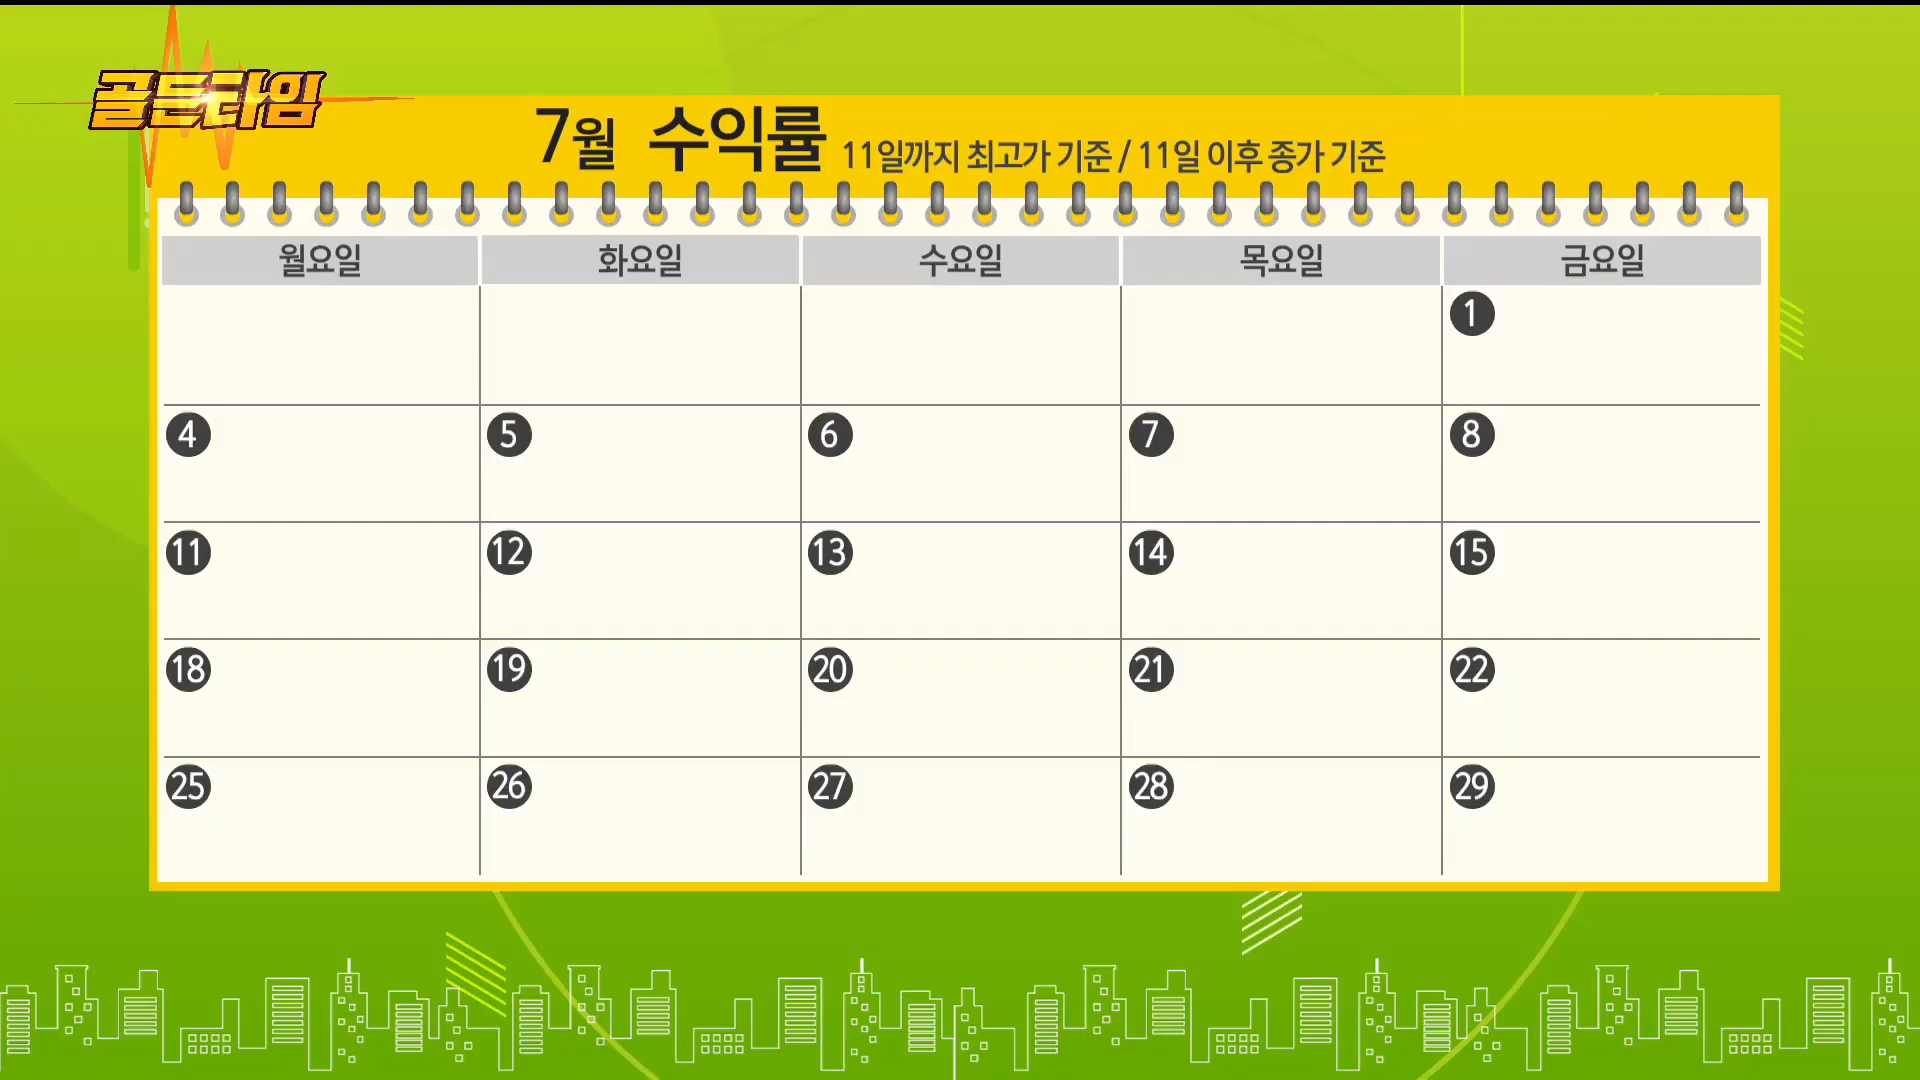 골든타임
7월 수익률 11일까지 최고가 기준 / 11일 이후 종가 기준
월요일 화요일 수요일 목요일 금요일
1
4 5 6 7 8
11 12 13 14 15
18 19 20 21 22
25 26 27 28 29